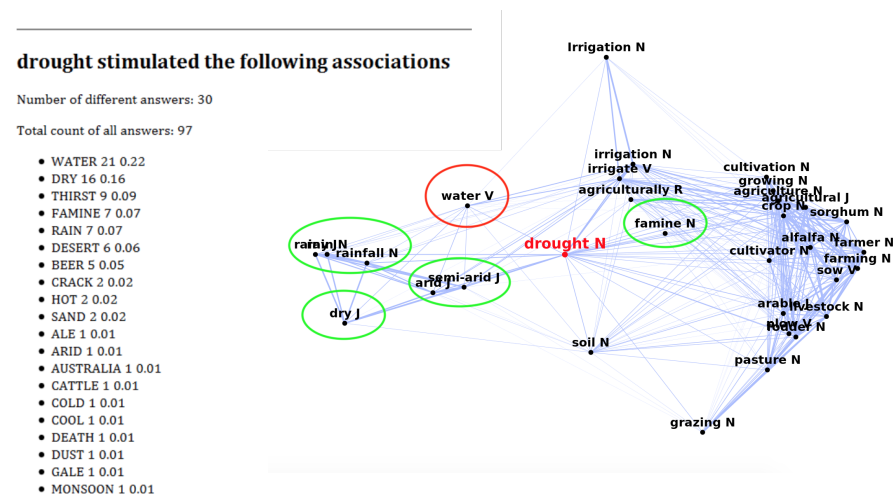 drought stimulated the following associations
Number of different answers: 30
Total count of all answers: 97
• WATER 21 0.22
• DRY 16 0.16
• THIRST 9 0.09
• FAMINE 7 0.07
• RAIN 7 0.07
• DESERT 6 0.06
• BEER 5 0.05
• CRACK 2 0.02
• HOT 2 0.02
• SAND 2 0.02
• ALE 1 0.01
• ARID 1 0.01
• AUSTRALIA 1 0.01
• CATTLE 1 0.01
• COLD 1 0.01
• COOL 1 0.01
• DEATH 1 0.01
• DUST 1 0.01
• GALE 1 0.01
• MONSOON 1 0.01
Irrigation N
irrigation N
irrigate V
agriculturally R
water V
famine N
drought N
rainfall N
semi-arid J
arid J
dry J
soil N
cultivation N
growing N
agriculture N
agricultural J
crop N
sorghum N
alfalfa N
farmer N
cultivator N
farming N
sow V
arable J
livestock N
plow V
fodder N
pasture N
grazing N